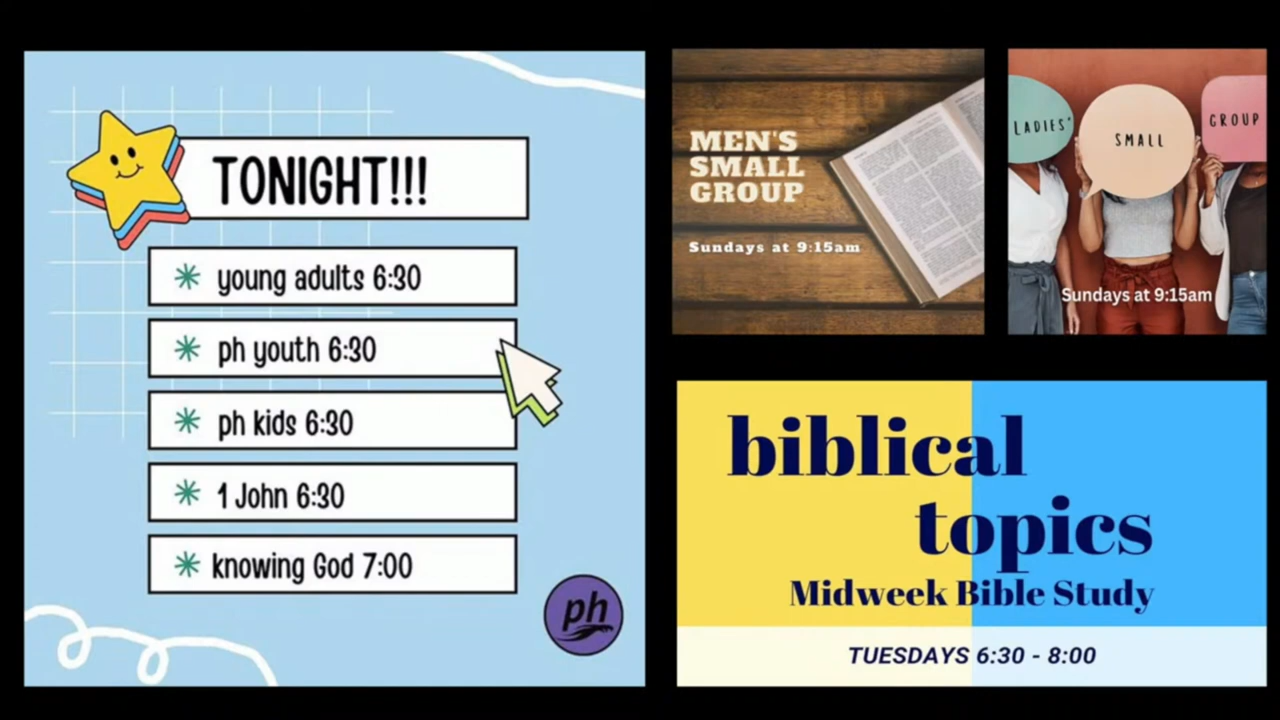 TONIGHT!!!
young adults 6:30
ph youth 6:30
ph kids 6:30
1 John 6:30
knowing God 7:00
ph
MEN'S
SMALL
GROUP
Sundays at 9:15am
LADIES'
SMALL
GROUP
Sundays at 9:15am
biblical
topics
Midweek Bible Study
TUESDAYS 6:30 - 8:00